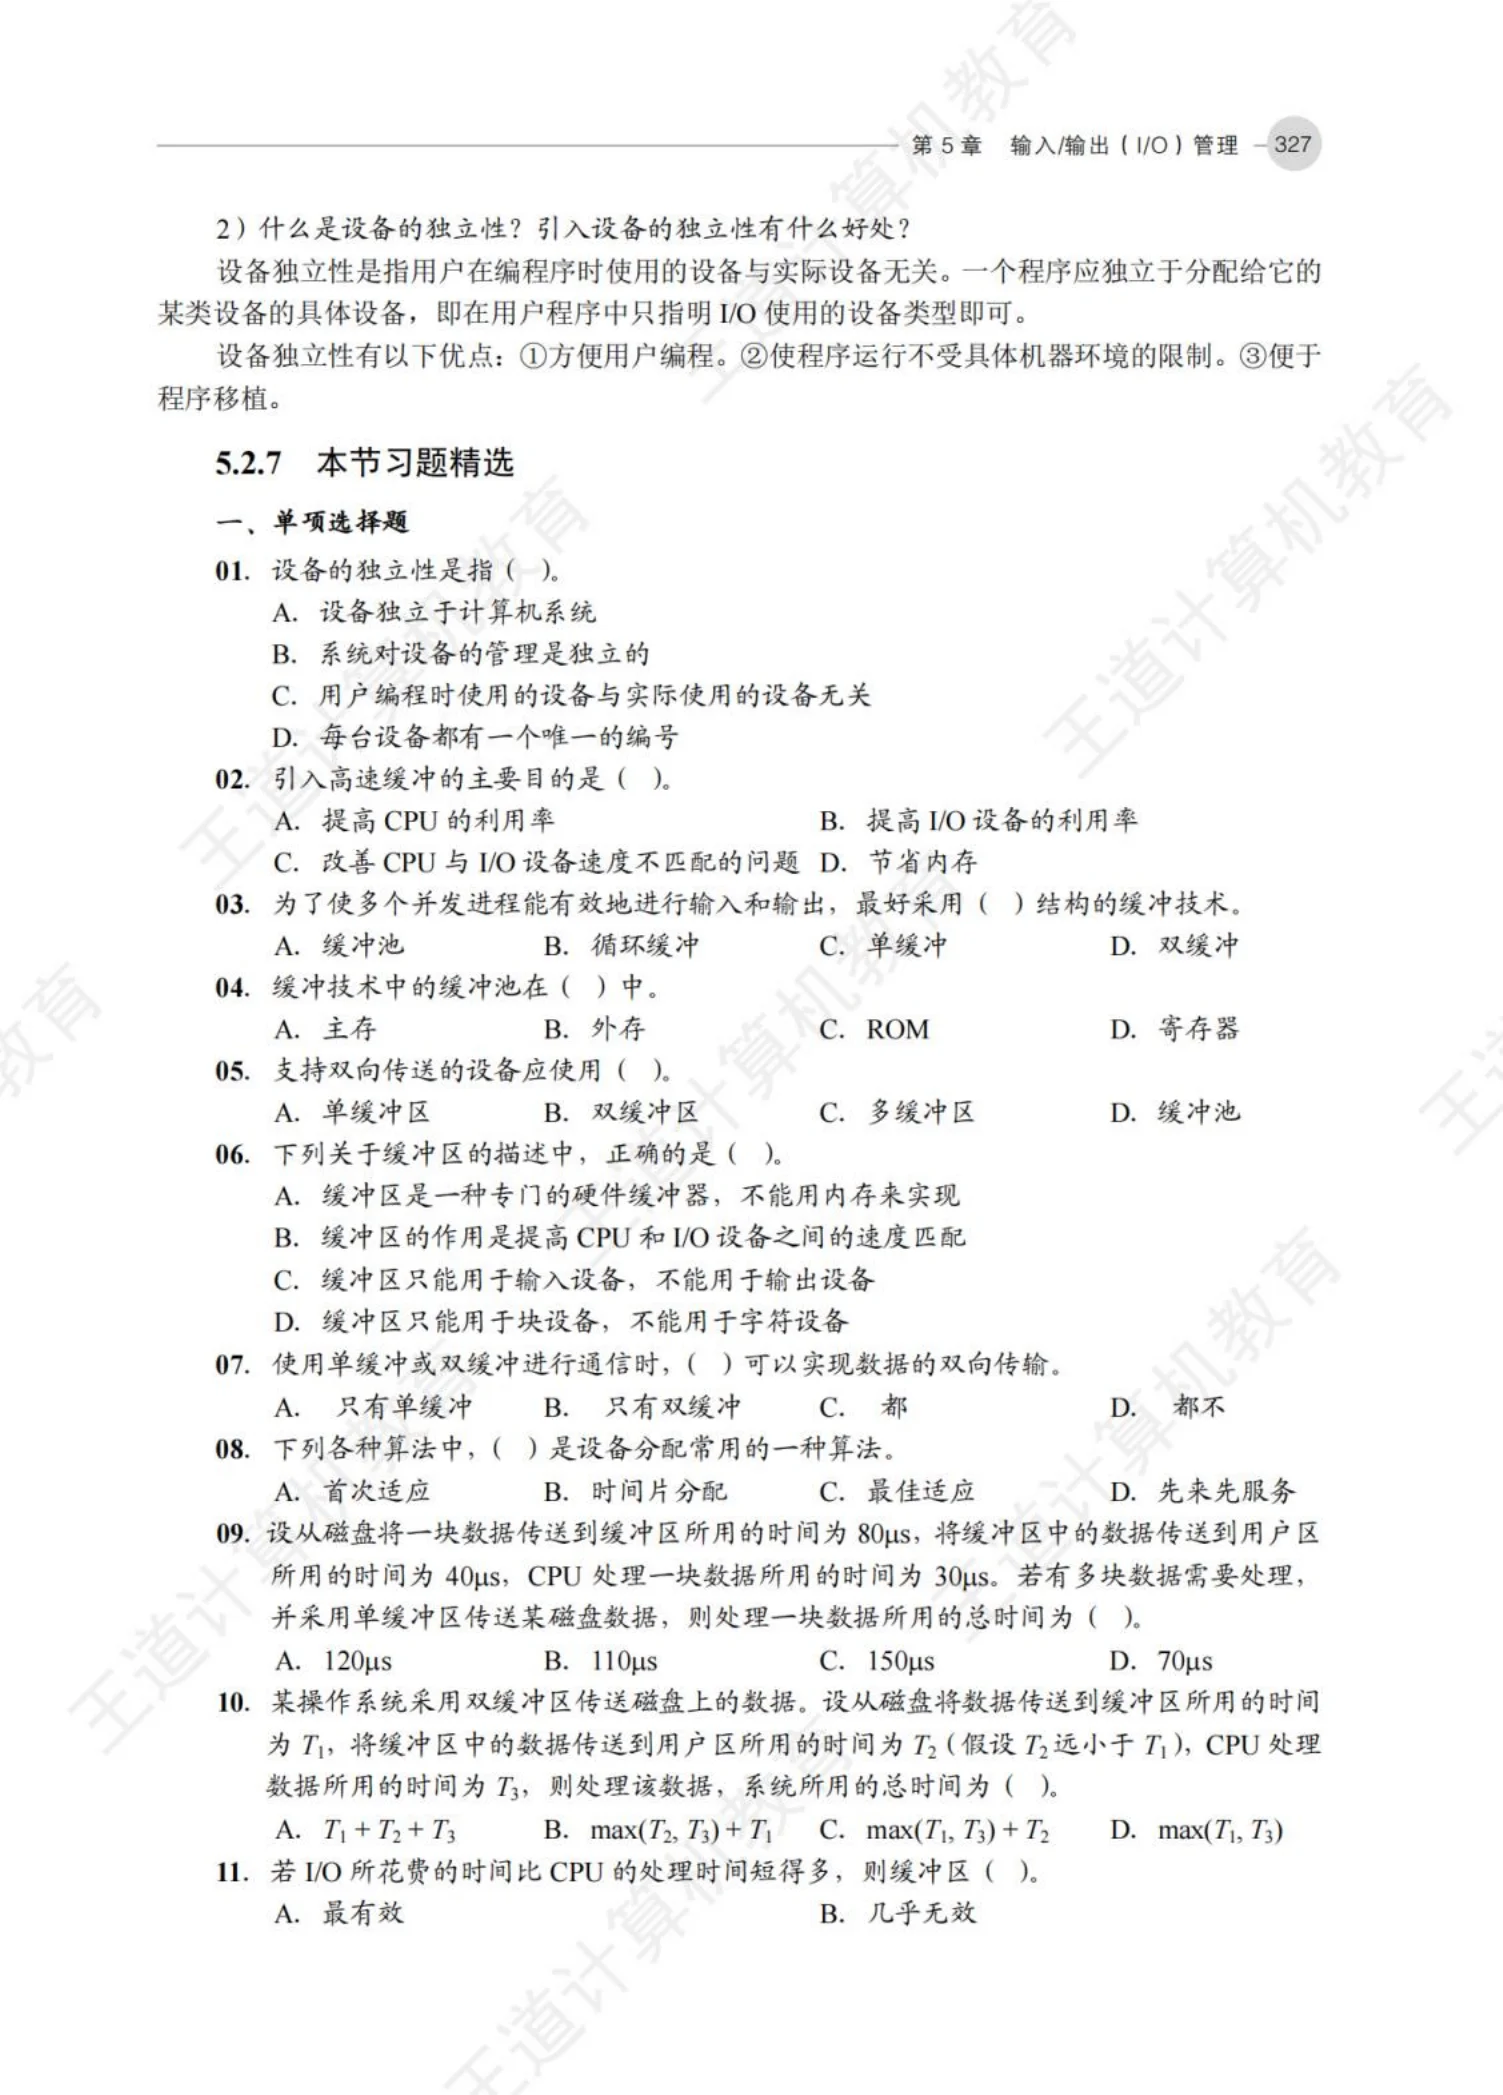 第 5 章 输入/输出（I/O）管理 327
2）什么是设备的独立性？引入设备的独立性有什么好处？
设备独立性是指用户在编程序时使用的设备与实际设备无关。一个程序应独立于分配给它的
某类设备的具体设备，即在用户程序中只指明 I/O 使用的设备类型即可。
设备独立性有以下优点：①方便用户编程。②使程序运行不受具体机器环境的限制。③便于
程序移植。
5.2.7 本节习题精选
一、单项选择题
01. 设备的独立性是指（ ）。
A. 设备独立于计算机系统
B. 系统对设备的管理是独立的
C. 用户编程时使用的设备与实际使用的设备无关
D. 每台设备都有一个唯一的编号
02. 引入高速缓冲的主要目的是（ ）。
A. 提高 CPU 的利用率 B. 提高 I/O 设备的利用率
C. 改善 CPU 与 I/O 设备速度不匹配的问题 D. 节省内存
03. 为了使多个并发进程能有效地进行输入和输出，最好采用（ ）结构的缓冲技术。
A. 缓冲池 B. 循环缓冲 C. 单缓冲 D. 双缓冲
04. 缓冲技术中的缓冲池在（ ）中。
A. 主存 B. 外存 C. ROM D. 寄存器
05. 支持双向传送的设备应使用（ ）。
A. 单缓冲区 B. 双缓冲区 C. 多缓冲区 D. 缓冲池
06. 下列关于缓冲区的描述中，正确的是（ ）。
A. 缓冲区是一种专门的硬件缓冲器，不能用内存来实现
B. 缓冲区的作用是提高 CPU 和 I/O 设备之间的速度匹配
C. 缓冲区只能用于输入设备，不能用于输出设备
D. 缓冲区只能用于块设备，不能用于字符设备
07. 使用单缓冲或双缓冲进行通信时，（ ）可以实现数据的双向传输。
A. 只有单缓冲 B. 只有双缓冲 C. 都 D. 都不
08. 下列各种算法中，（ ）是设备分配常用的一种算法。
A. 首次适应 B. 时间片分配 C. 最佳适应 D. 先来先服务
09. 设从磁盘将一块数据传送到缓冲区所用的时间为 80μs，将缓冲区中的数据传送到用户区
所用的时间为 40μs，CPU 处理一块数据所用的时间为 30μs。若有多块数据需要处理，
并采用单缓冲区传送某磁盘数据，则处理一块数据所用的总时间为（ ）。
A. 120μs B. 110μs C. 150μs D. 70μs
10. 某操作系统采用双缓冲区传送磁盘上的数据。设从磁盘将数据传送到缓冲区所用的时间
为 T₁，将缓冲区中的数据传送到用户区所用的时间为 T₂（假设 T₂ 远小于 T₁），CPU 处理
数据所用的时间为 T₃，则处理该数据，系统所用的总时间为（ ）。
A. T₁ + T₂ + T₃ B. max(T₂, T₃) + T₁ C. max(T₁, T₃) + T₂ D. max(T₁, T₃)
11. 若 I/O 所花费的时间比 CPU 的处理时间短得多，则缓冲区（ ）。
A. 最有效 B. 几乎无效
王道计算机教育